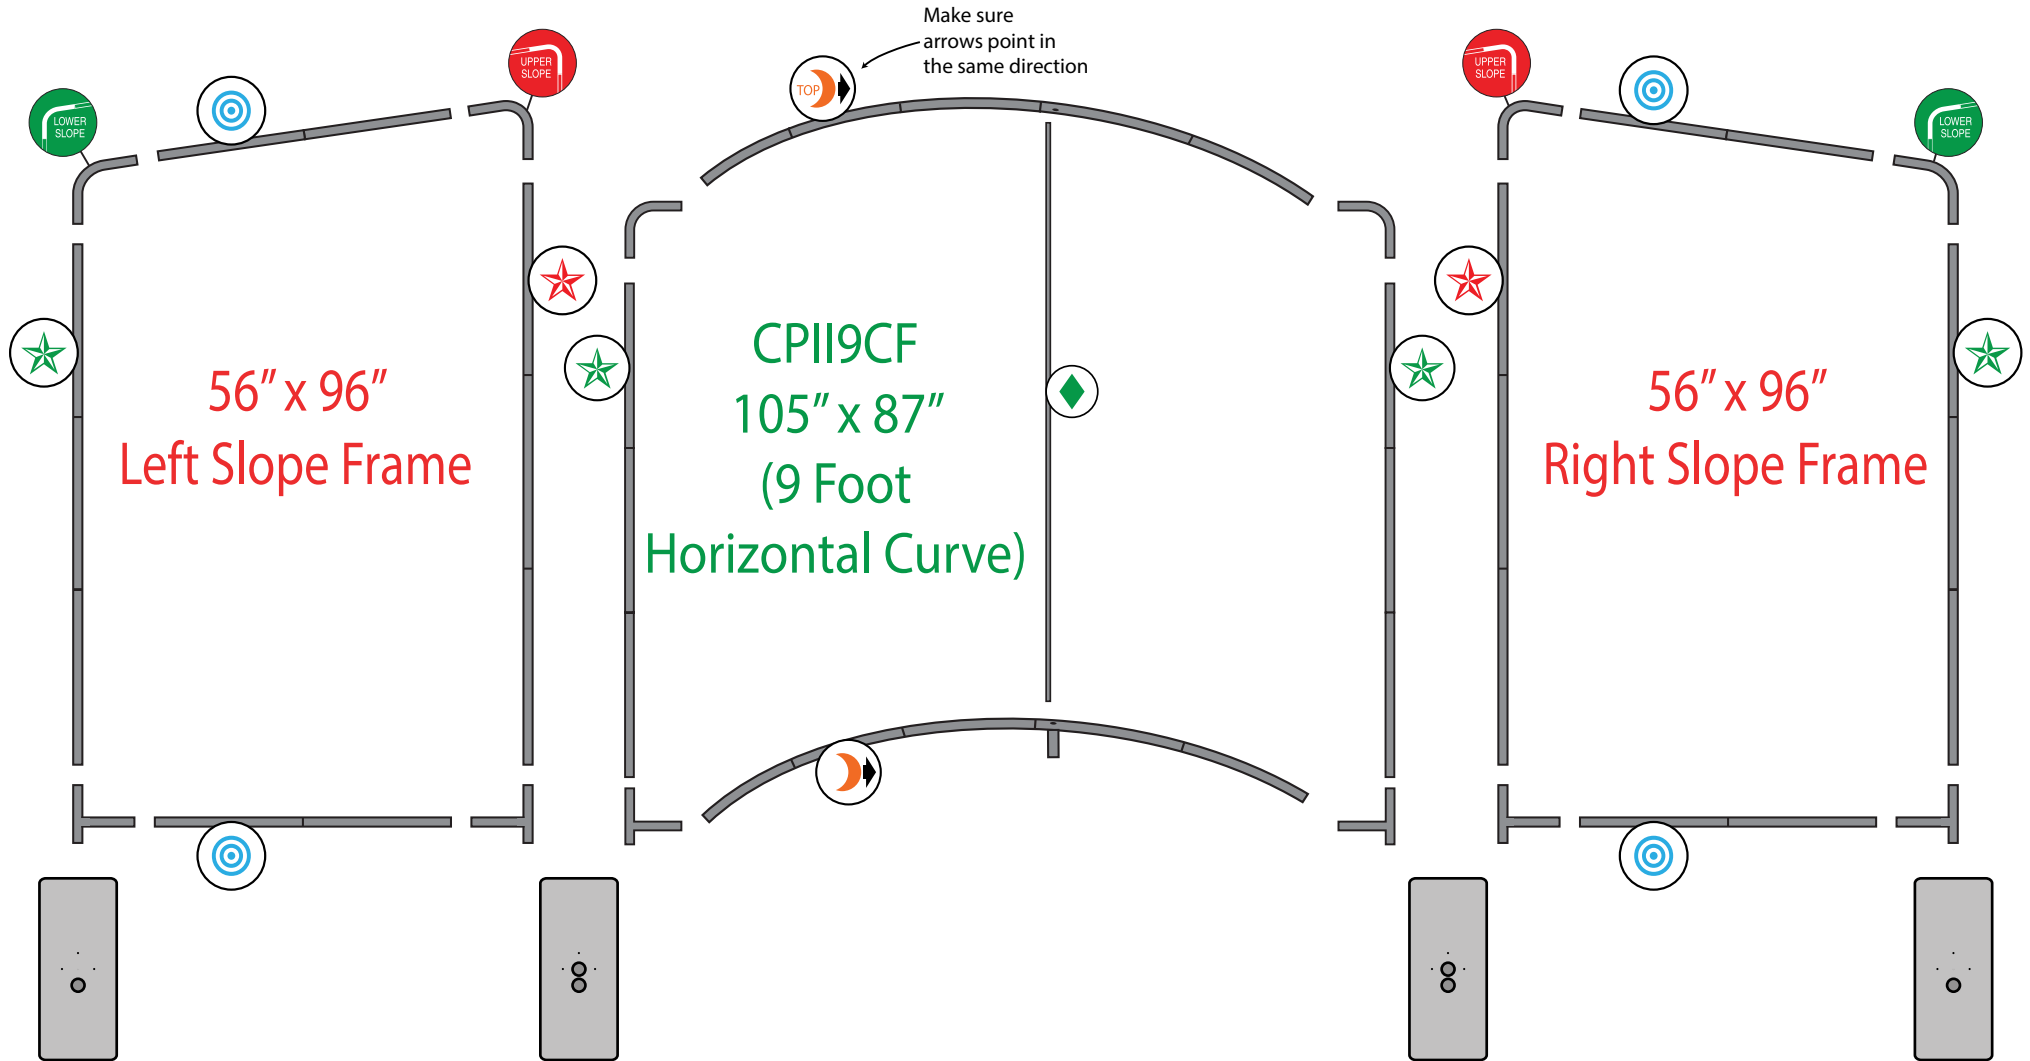 Make sure
arrows point in
the same direction
UPPER
SLOPE
UPPER
SLOPE
TOP
LOWER
SLOPE
LOWER
SLOPE
56" x 96"
Left Slope Frame
CPII9CF
105" x 87"
(9 Foot
Horizontal Curve)
56" x 96"
Right Slope Frame